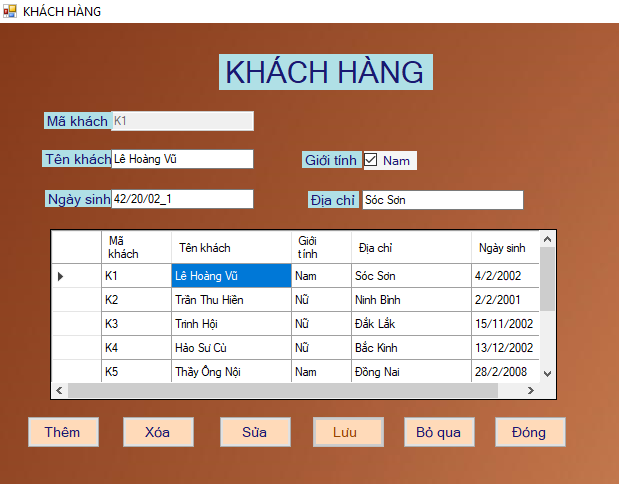 KHÁCH HÀNG
KHÁCH HÀNG
Mã khách K1
Tên khách Lê Hoàng Vũ Giới tính Nam
Ngày sinh 42/20/02_1 Địa chỉ Sóc Sơn
Mã khách Tên khách Giới tính Địa chỉ Ngày sinh
K1 Lê Hoàng Vũ Nam Sóc Sơn 4/2/2002
K2 Trần Thu Hiền Nữ Ninh Bình 2/2/2001
K3 Trinh Hội Nữ Đắk Lắk 15/11/2002
K4 Hảo Sư Cù Nữ Bắc Kinh 13/12/2002
K5 Thầy Ông Nội Nam Đồng Nai 28/2/2008
Thêm Xóa Sửa Lưu Bỏ qua Đóng